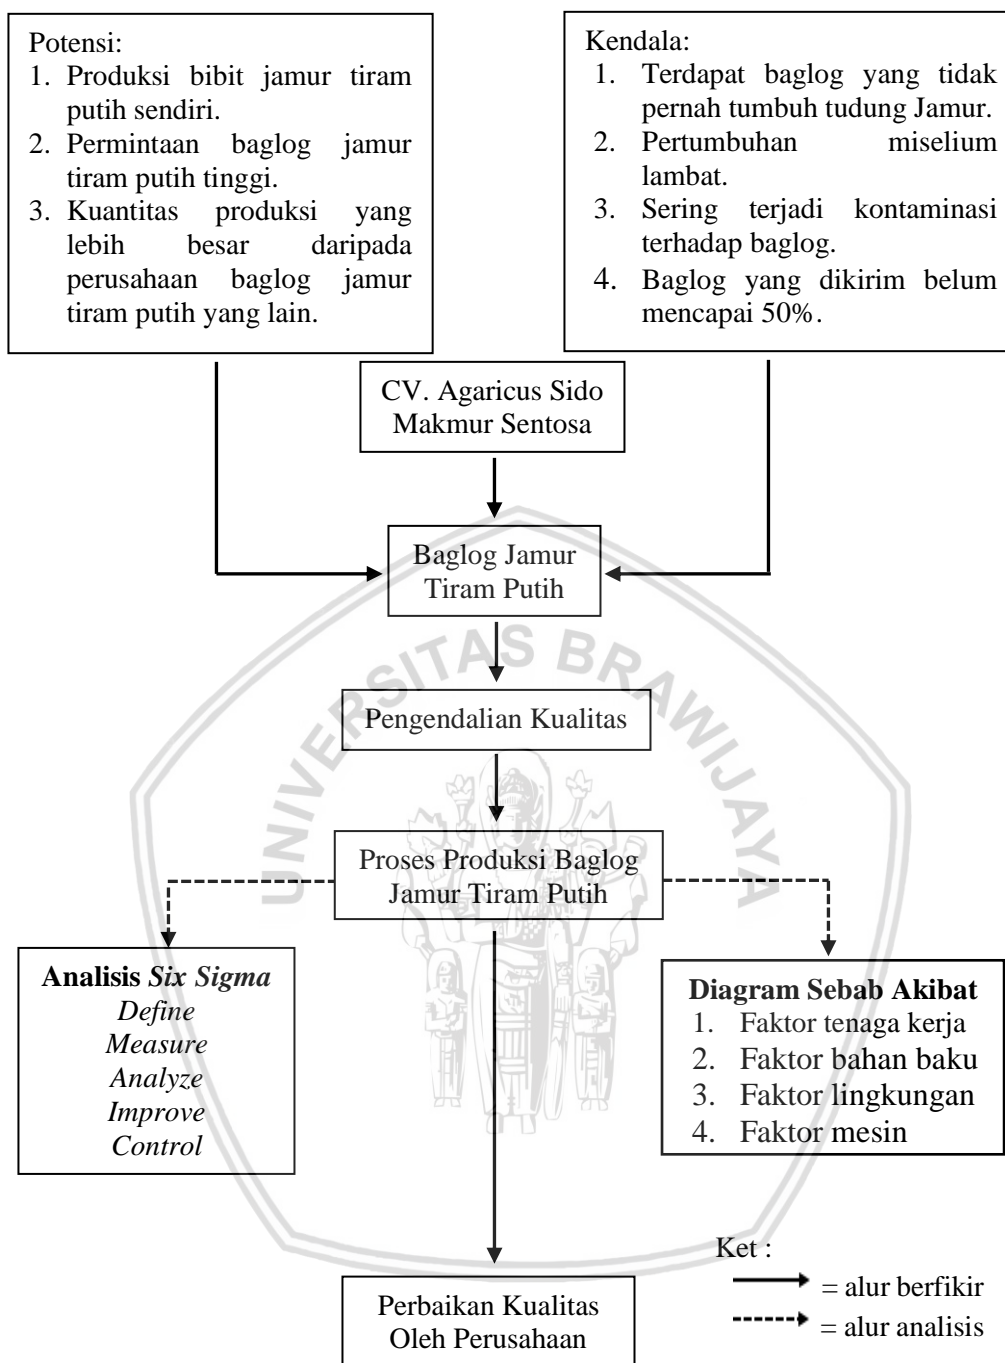 Potensi:
1. Produksi bibit jamur tiram
putih sendiri.
2. Permintaan baglog jamur
tiram putih tinggi.
3. Kuantitas produksi yang
lebih besar daripada
perusahaan baglog jamur
tiram putih yang lain.
Kendala:
1. Terdapat baglog yang tidak
pernah tumbuh tudung Jamur.
2. Pertumbuhan miselium
lambat.
3. Sering terjadi kontaminasi
terhadap baglog.
4. Baglog yang dikirim belum
mencapai 50%.
CV. Agaricus Sido
Makmur Sentosa
Baglog Jamur
Tiram Putih
UNIVERSITAS BRAWIJAYA
Pengendalian Kualitas
Proses Produksi Baglog
Jamur Tiram Putih
Analisis Six Sigma
Define
Measure
Analyze
Improve
Control
Diagram Sebab Akibat
1. Faktor tenaga kerja
2. Faktor bahan baku
3. Faktor lingkungan
4. Faktor mesin
Perbaikan Kualitas
Oleh Perusahaan
Ket :
= alur berfikir
= alur analisis